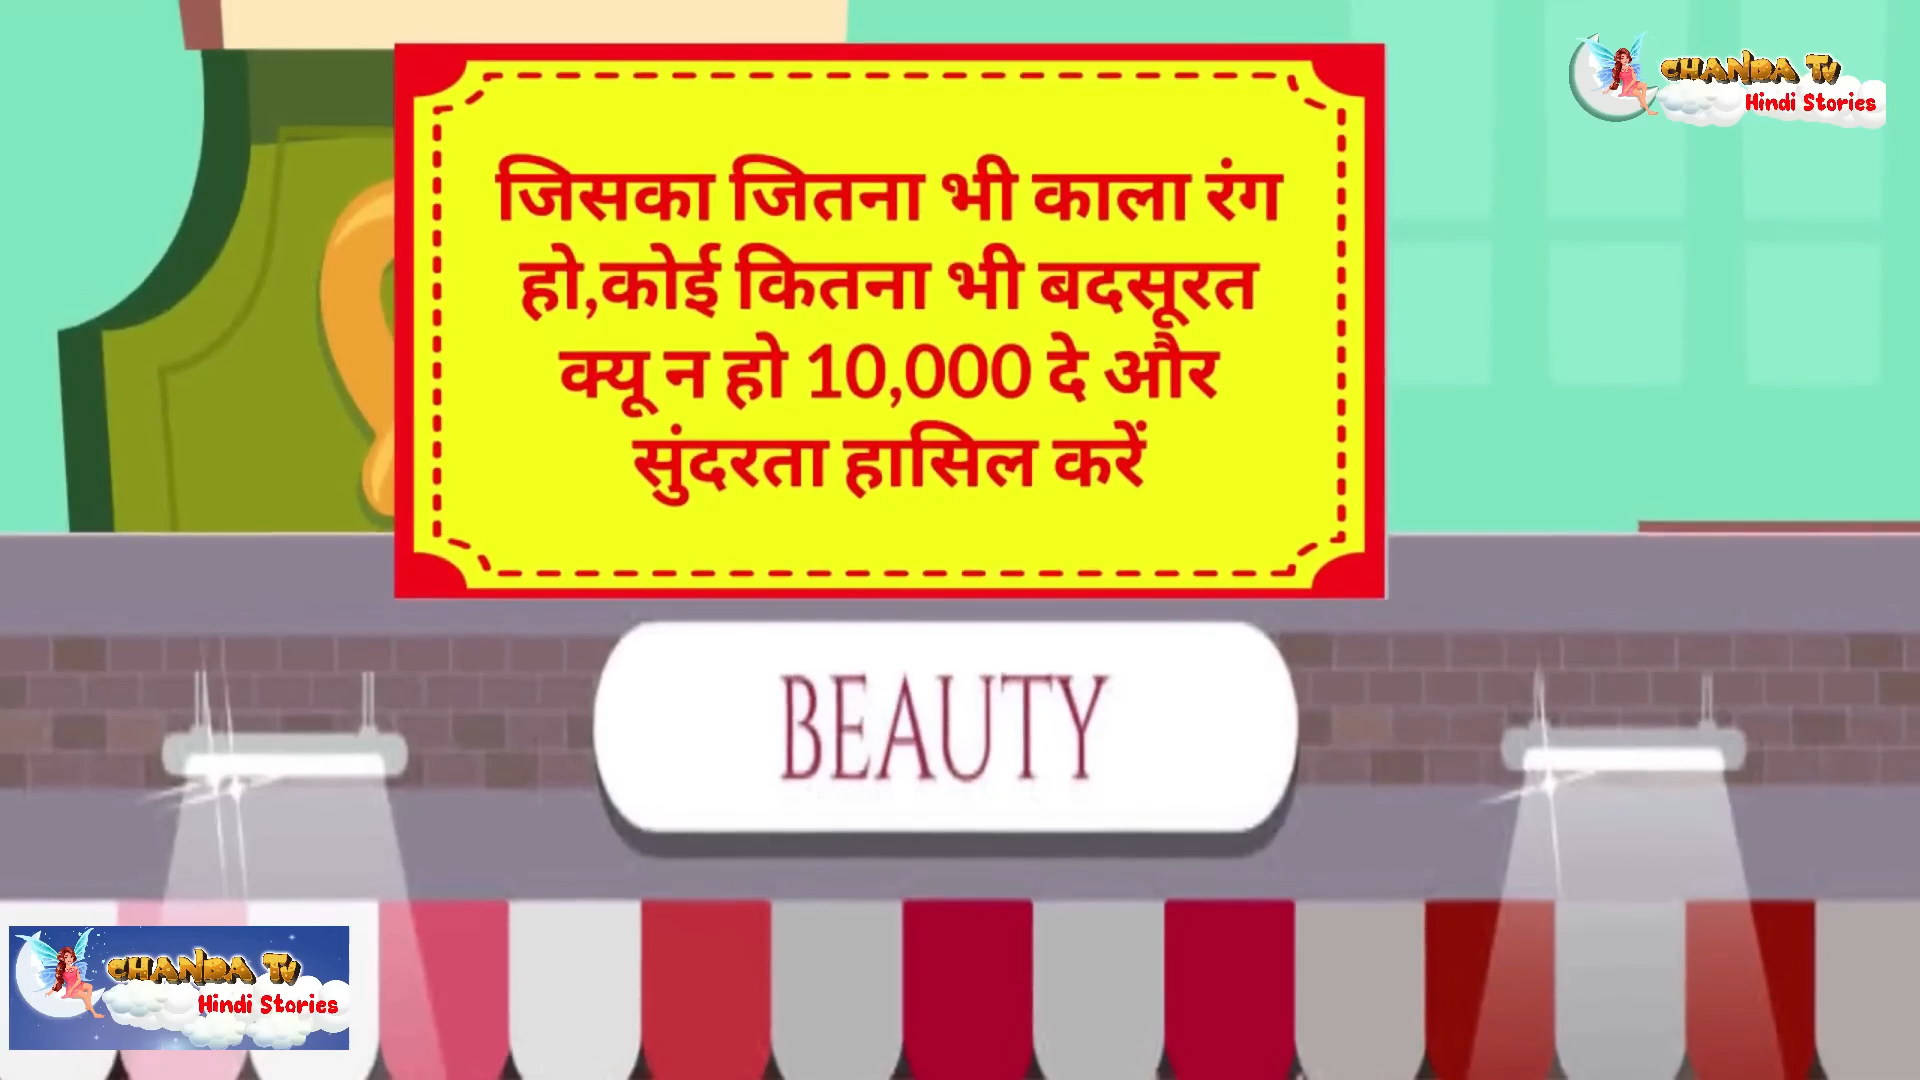 CHANDA TV
Hindi Stories
जिसका जितना भी काला रंग
हो,कोई कितना भी बदसूरत
क्यू न हो 10,000 दे और
सुंदरता हासिल करें
BEAUTY
CHANDA TV
Hindi Stories